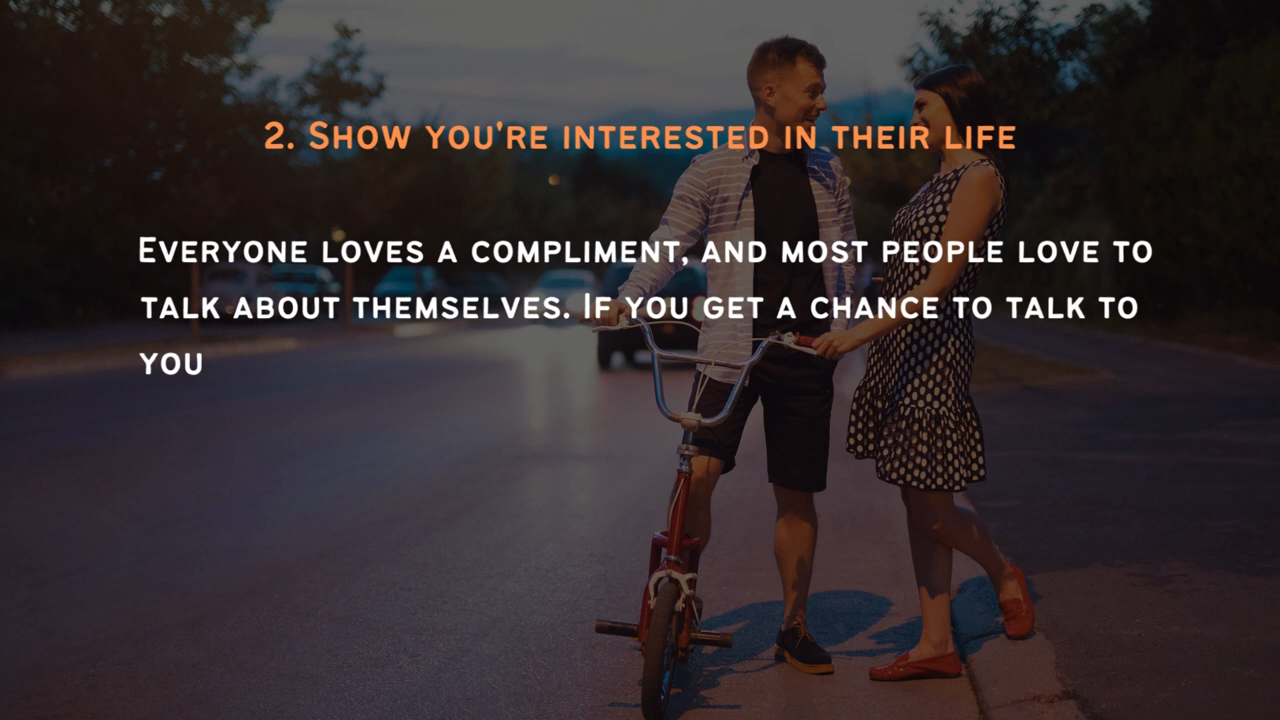 2. Show you're interested in their life
Everyone loves a compliment, and most people love to
talk about themselves. If you get a chance to talk to
you